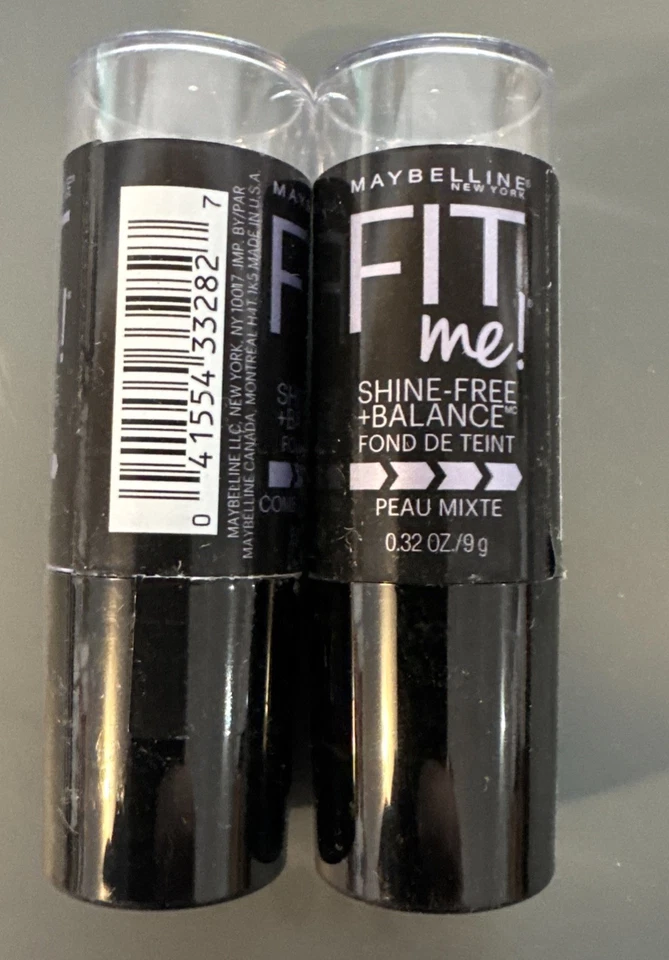 0 41554 33282 7
MAYBELLINE LLC, NEW YORK, NY 10017 IMP. BY/PAR
MAYBELLINE CANADA, MONTREAL H4T 1K5 MADE IN U.S.A.
MAYBELLINE®
NEW YORK
FIT
me!
SHINE-FREE
+BALANCEᴹᶜ
FOND DE TEINT
PEAU MIXTE
0.32 OZ./9 g